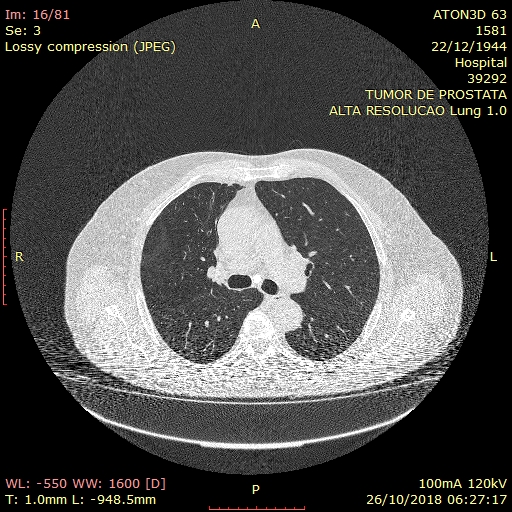 Im: 16/81
Se: 3
Lossy compression (JPEG)
A
ATON3D 63
1581
22/12/1944
Hospital
39292
TUMOR DE PROSTATA
ALTA RESOLUCAO Lung 1.0
R
L
WL: -550 WW: 1600 [D]
T: 1.0mm L: -948.5mm
P
100mA 120kV
26/10/2018 06:27:17